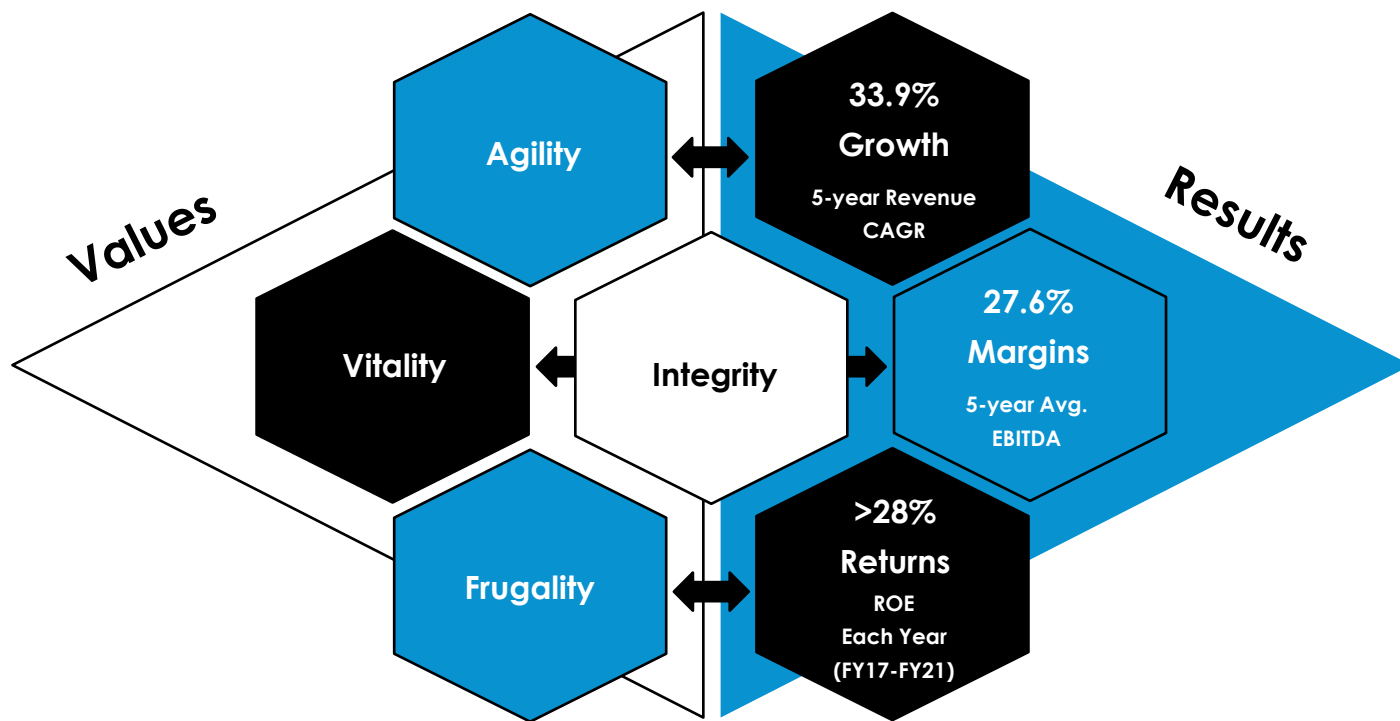 Values
Agility
Vitality
Frugality
Integrity
Results
33.9%
Growth
5-year Revenue
CAGR
27.6%
Margins
5-year Avg.
EBITDA
>28%
Returns
ROE
Each Year
(FY17-FY21)